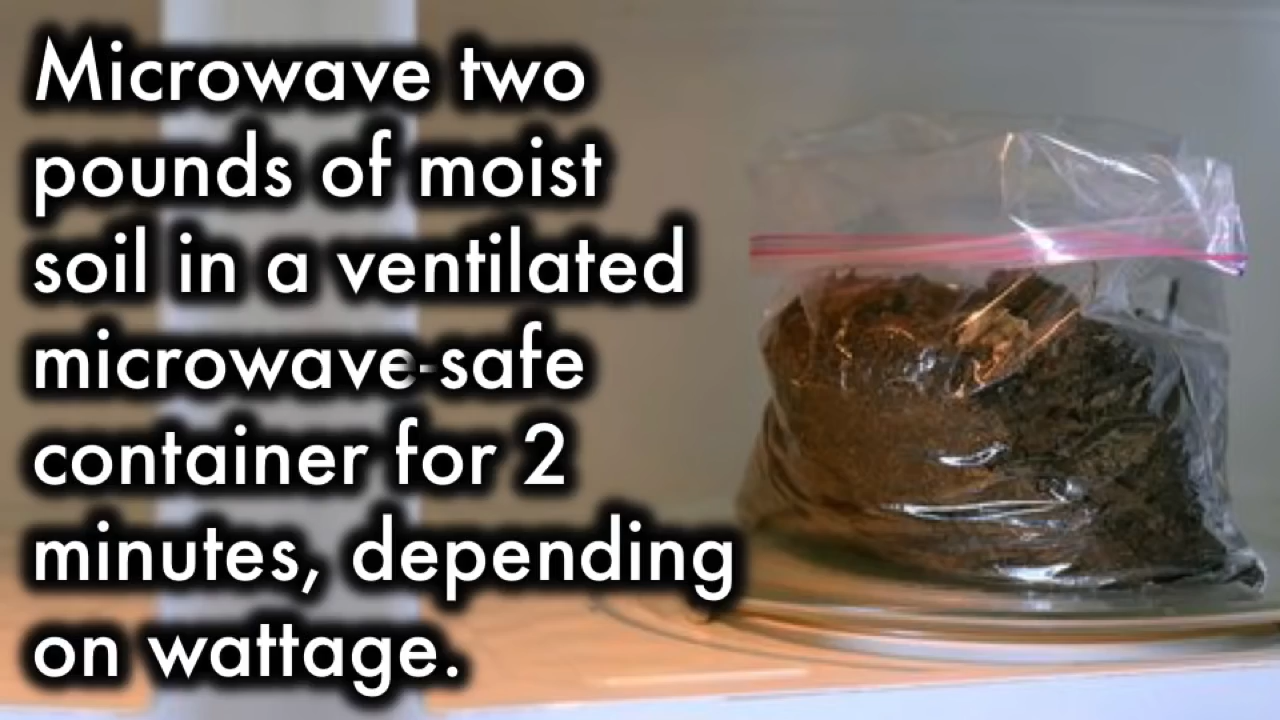 Microwave two
pounds of moist
soil in a ventilated
microwave-safe
container for 2
minutes, depending
on wattage.